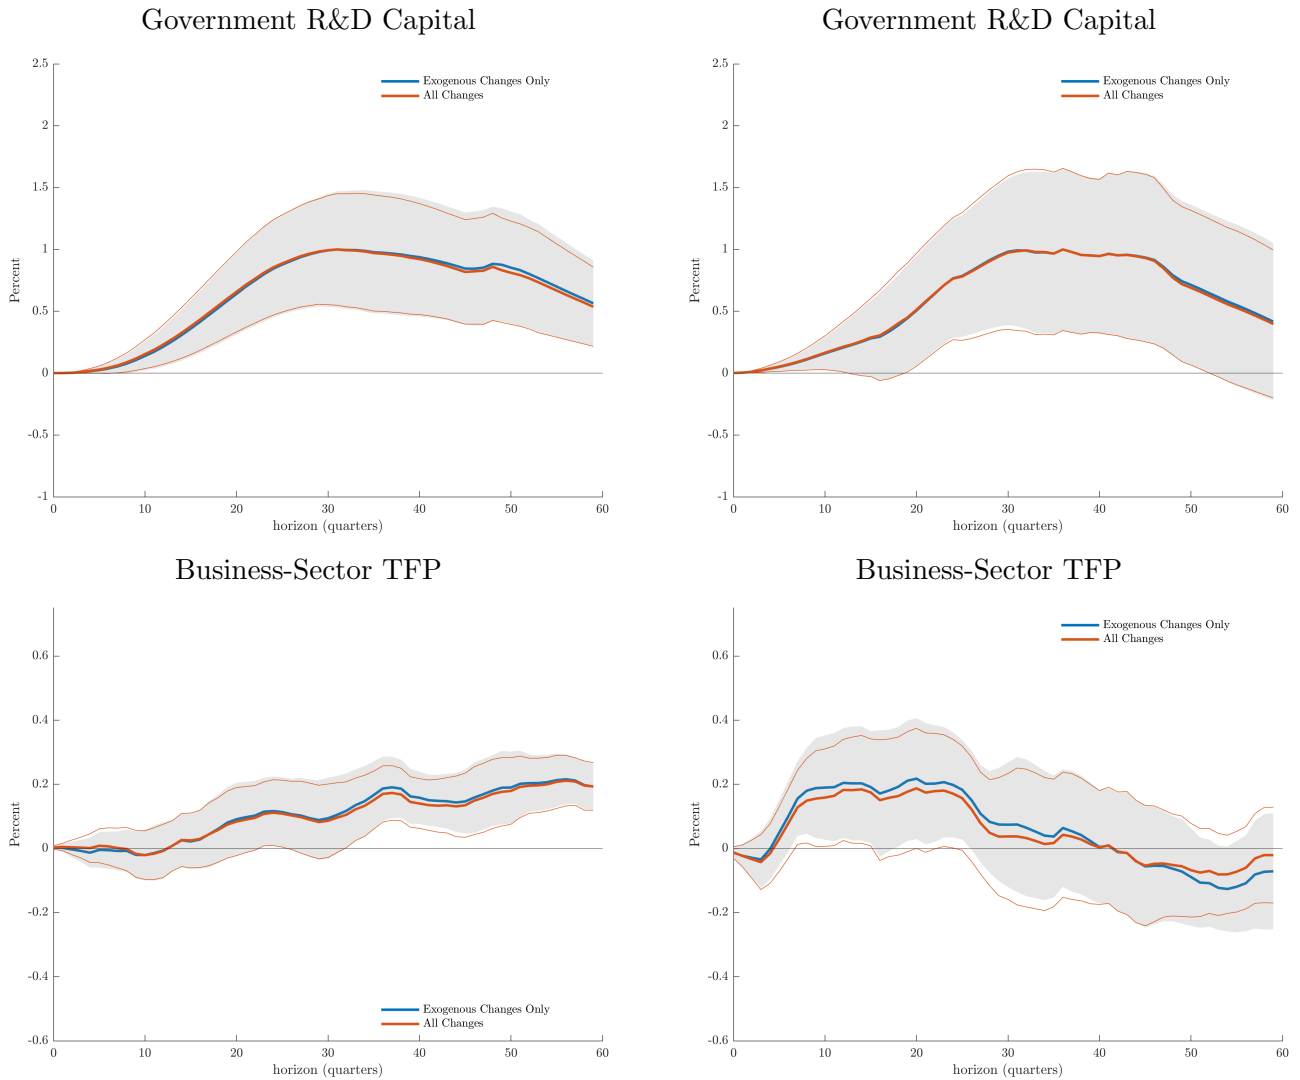 Government R&D Capital
2.5
2
1.5
1
0.5
0
-0.5
-1
Percent
Exogenous Changes Only
All Changes
0 10 20 30 40 50 60
horizon (quarters)
Government R&D Capital
2.5
2
1.5
1
0.5
0
-0.5
-1
Percent
Exogenous Changes Only
All Changes
0 10 20 30 40 50 60
horizon (quarters)
Business-Sector TFP
0.6
0.4
0.2
0
-0.2
-0.4
-0.6
Percent
Exogenous Changes Only
All Changes
0 10 20 30 40 50 60
horizon (quarters)
Business-Sector TFP
0.6
0.4
0.2
0
-0.2
-0.4
-0.6
Percent
Exogenous Changes Only
All Changes
0 10 20 30 40 50 60
horizon (quarters)